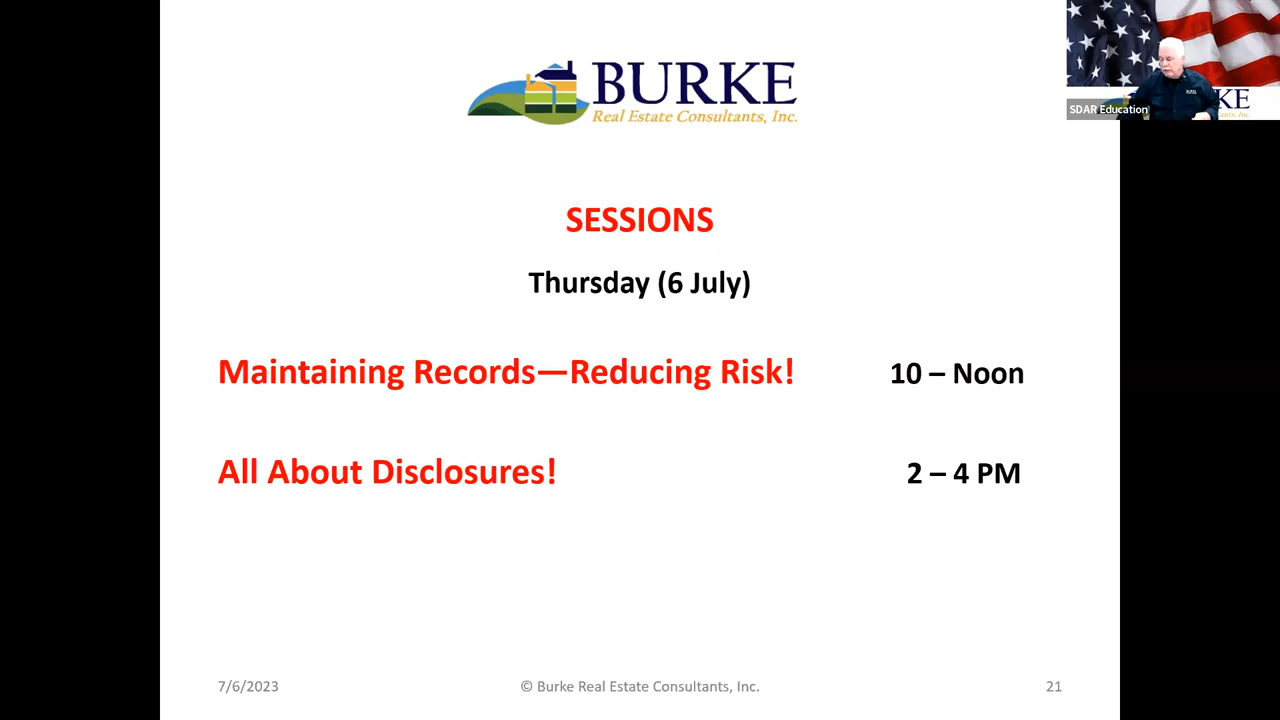 BURKE
Real Estate Consultants, Inc.
SDAR Education
KE
SESSIONS
Thursday (6 July)
Maintaining Records—Reducing Risk! 10 – Noon
All About Disclosures! 2 – 4 PM
7/6/2023 © Burke Real Estate Consultants, Inc. 21